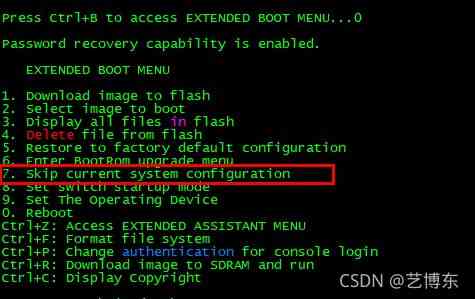 Press Ctrl+B to access EXTENDED BOOT MENU...0
Password recovery capability is enabled.
EXTENDED BOOT MENU
1. Download image to flash
2. Select image to boot
3. Display all files in flash
4. Delete file from flash
5. Restore to factory default configuration
6. Enter BootRom upgrade menu
7. Skip current system configuration
8. Set switch startup mode
9. Set The Operating Device
0. Reboot
Ctrl+Z: Access EXTENDED ASSISTANT MENU
Ctrl+F: Format file system
Ctrl+P: Change authentication for console login
Ctrl+R: Download image to SDRAM and run
Ctrl+C: Display Copyright
CSDN @艺博东